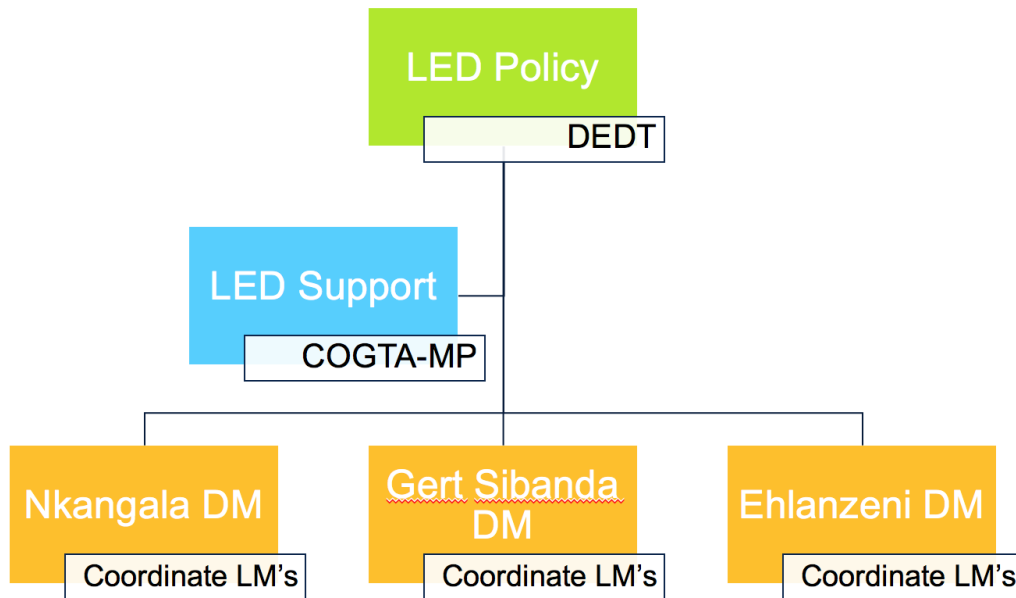 LED Policy
DEDT
LED Support
COGTA-MP
Nkangala DM
Coordinate LM’s
Gert Sibanda
DM
Coordinate LM’s
Ehlanzeni DM
Coordinate LM’s